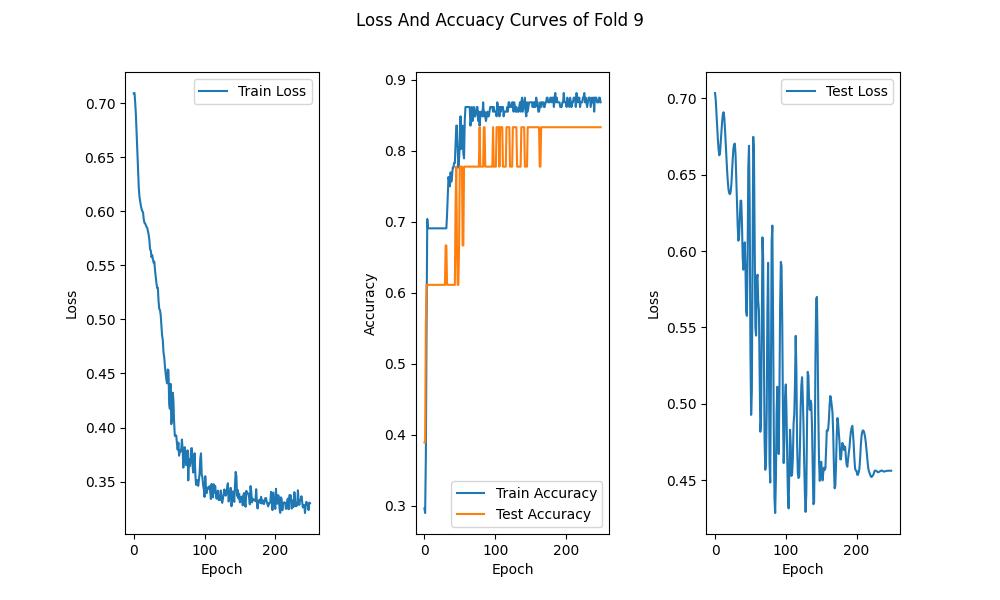 Loss And Accuacy Curves of Fold 9
Train Loss
0.70
0.65
0.60
0.55
0.50
0.45
0.40
0.35
Loss
0
100
200
Epoch
0.9
0.8
0.7
0.6
0.5
0.4
0.3
Accuracy
Train Accuracy
Test Accuracy
0
100
200
Epoch
Test Loss
0.70
0.65
0.60
0.55
0.50
0.45
Loss
0
100
200
Epoch